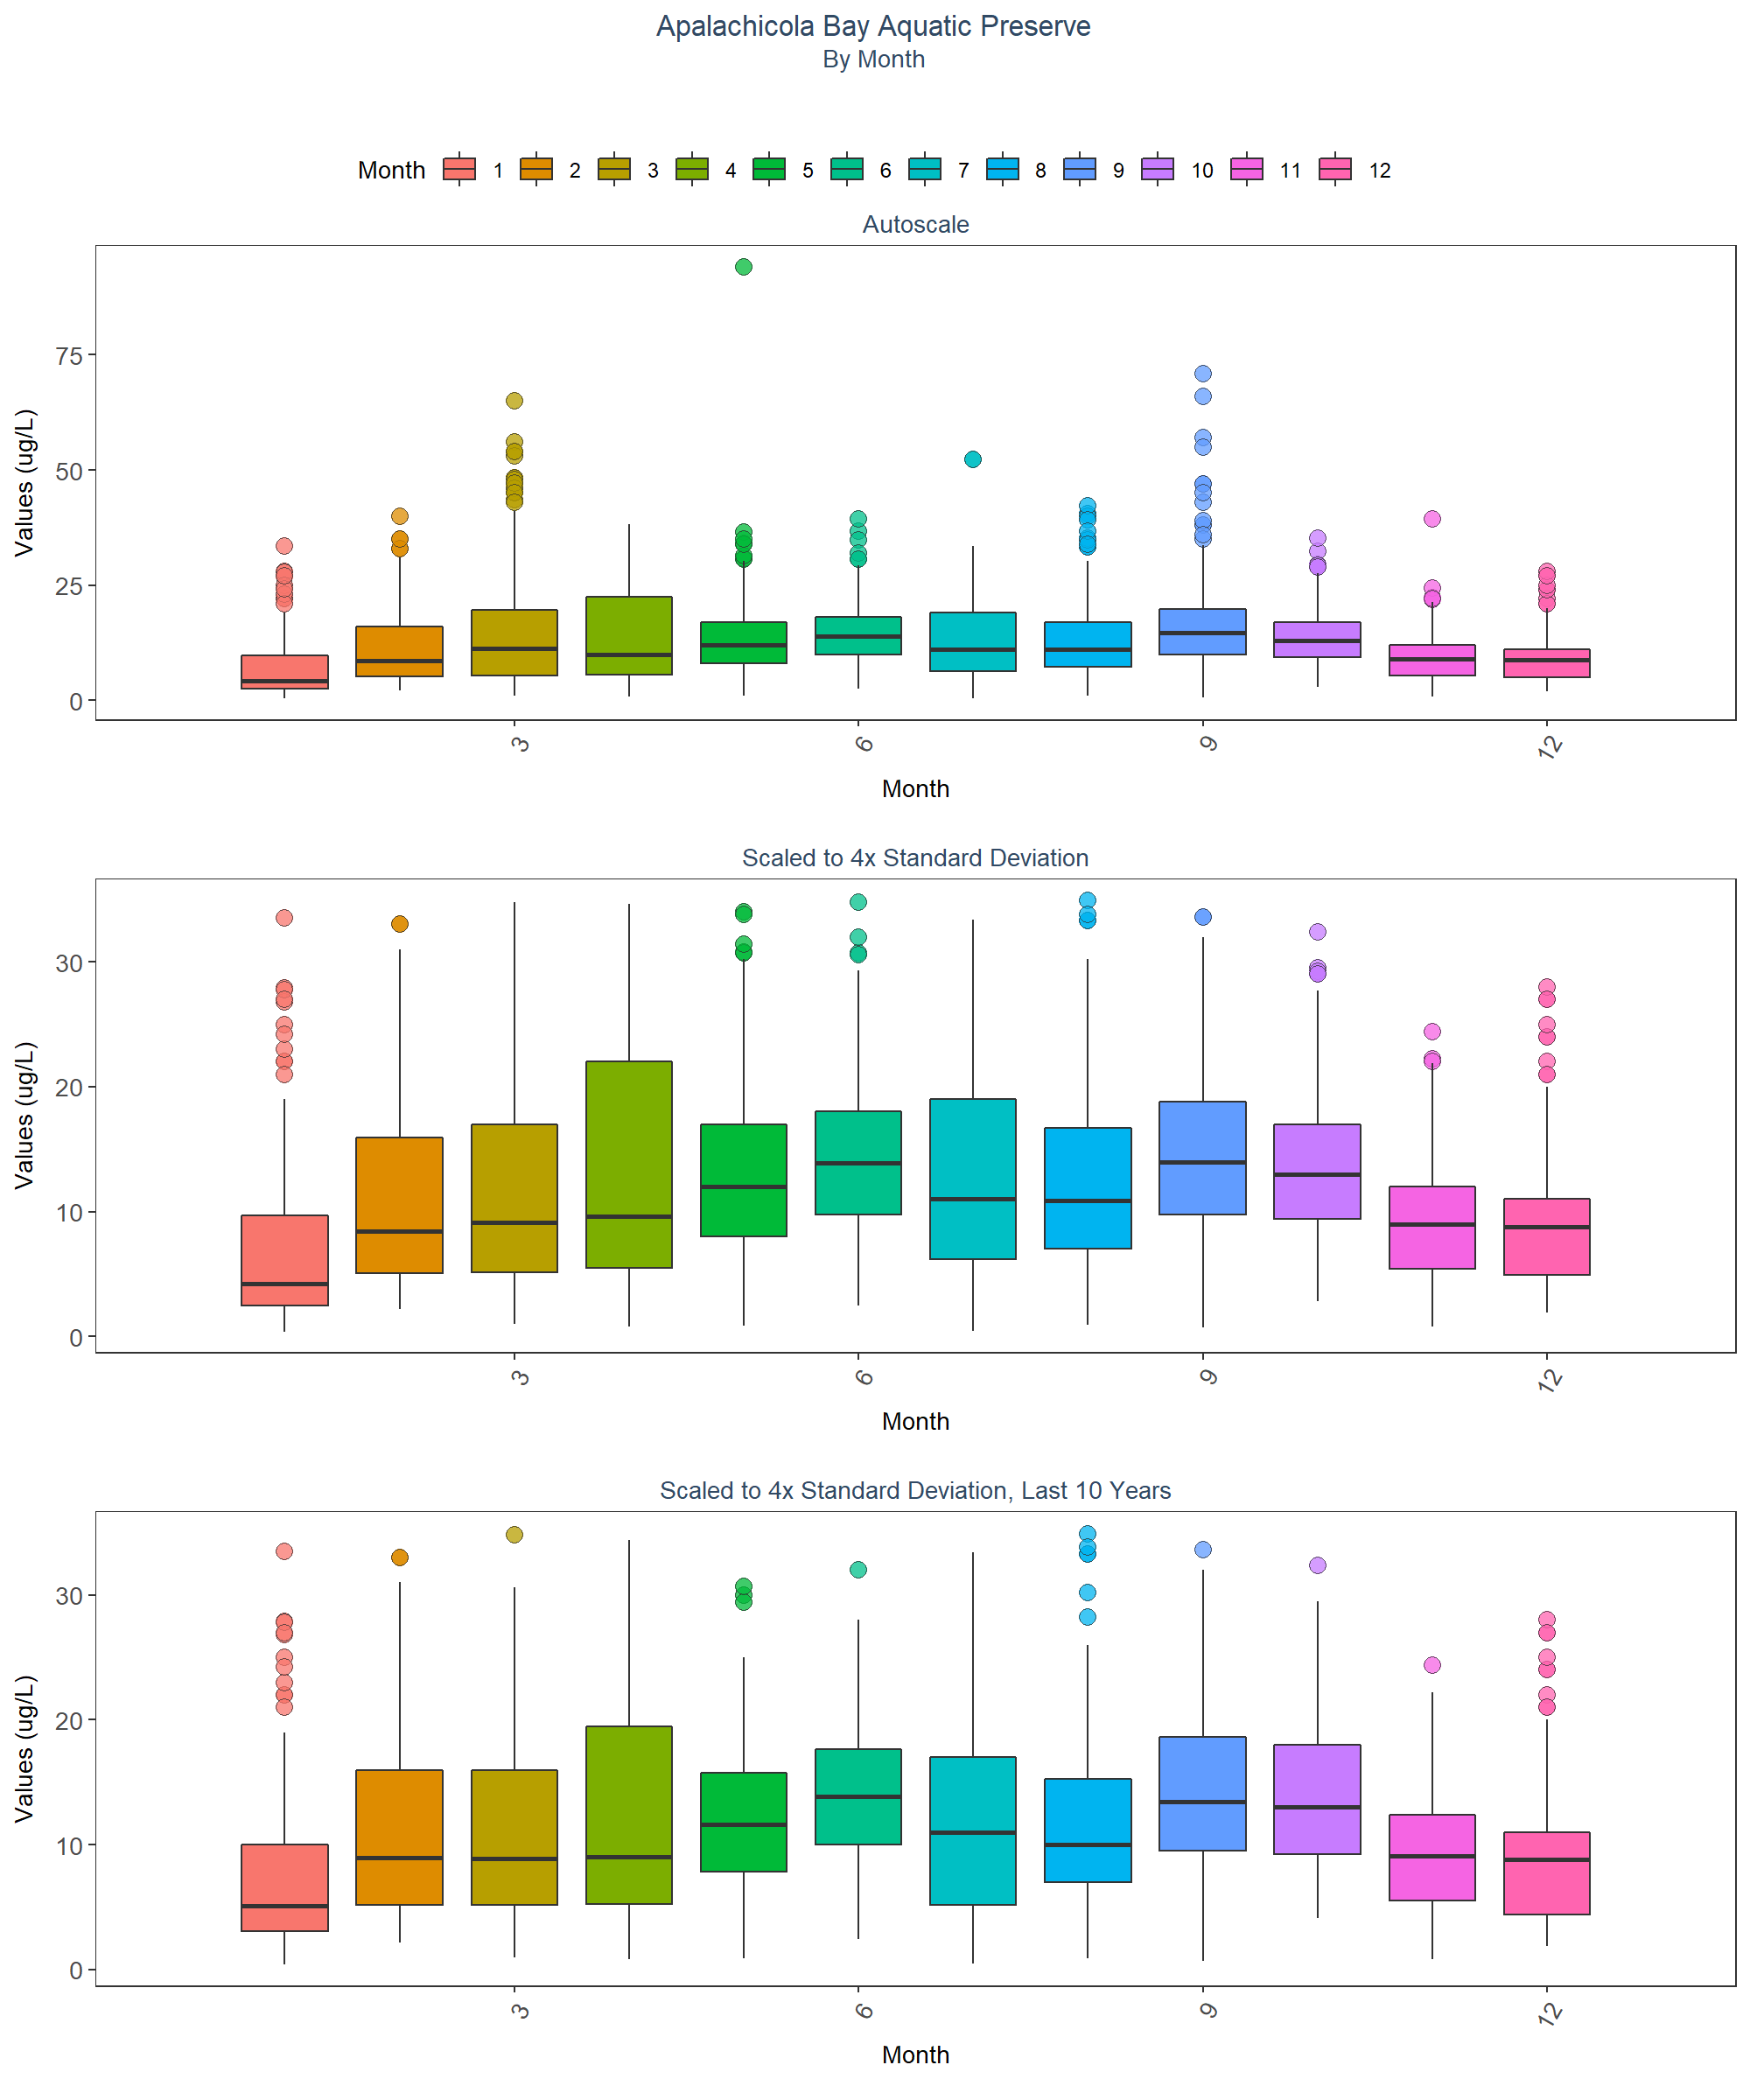 Apalachicola Bay Aquatic Preserve
By Month
Month 1 2 3 4 5 6 7 8 9 10 11 12
Autoscale
75
50
25
0
Values (ug/L)
3 6 9 12
Month
Scaled to 4x Standard Deviation
30
20
10
0
Values (ug/L)
3 6 9 12
Month
Scaled to 4x Standard Deviation, Last 10 Years
30
20
10
0
Values (ug/L)
3 6 9 12
Month